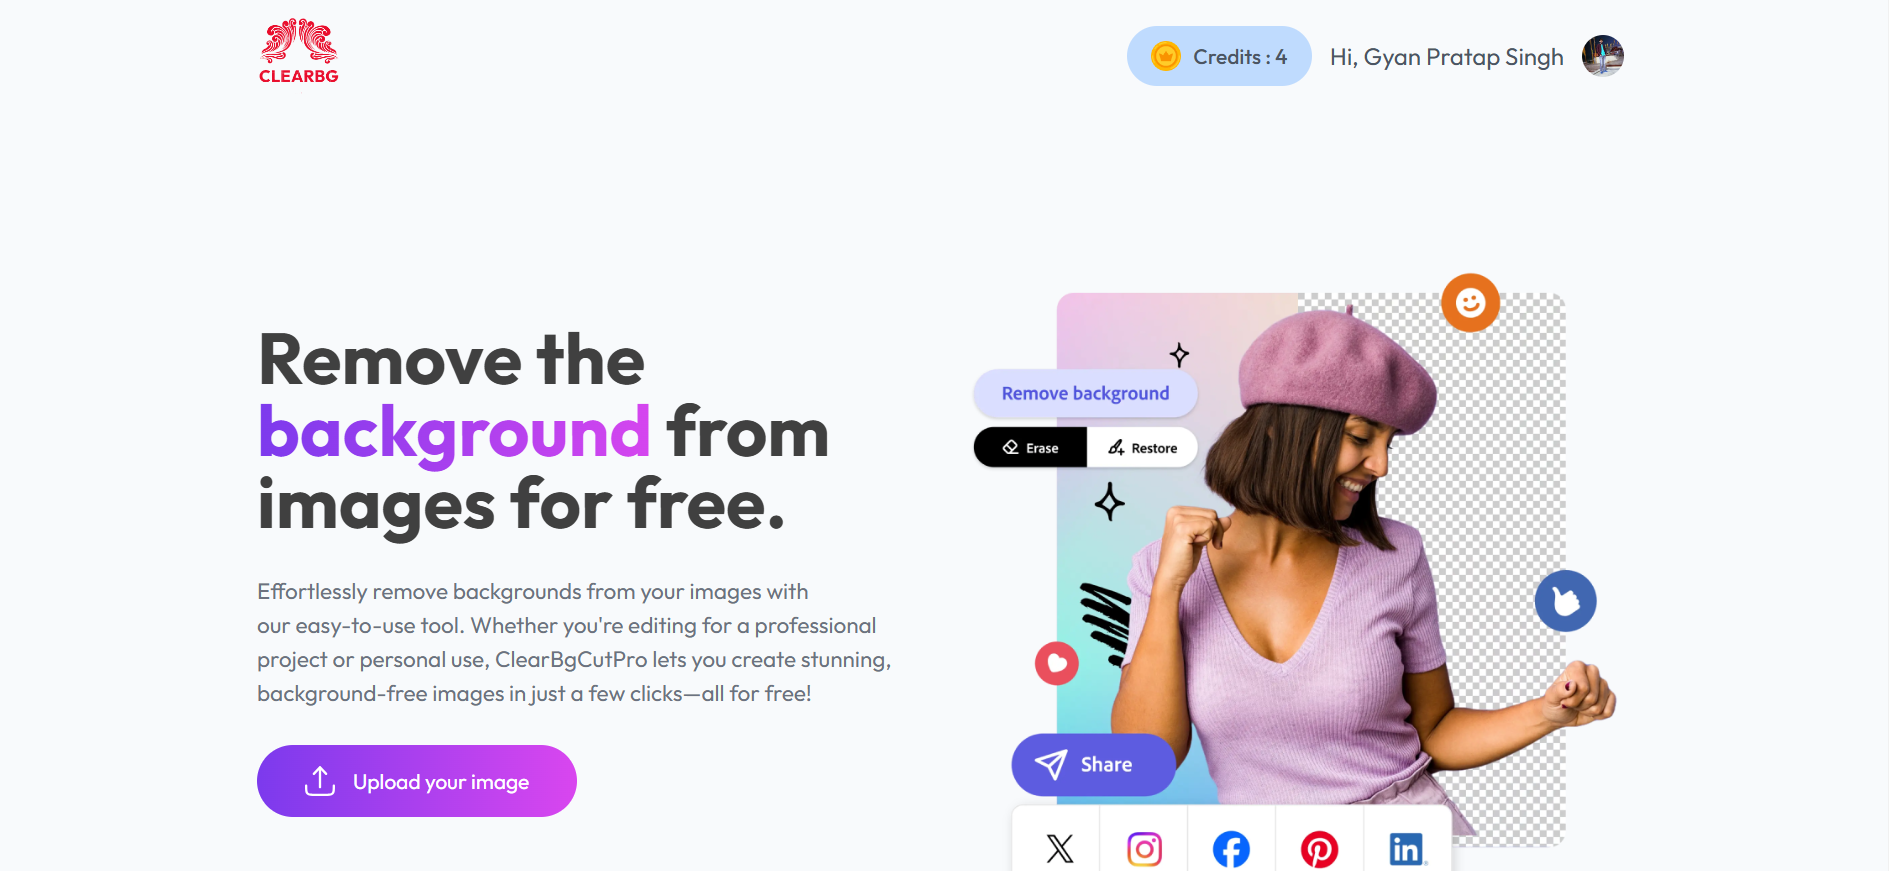 CLEARBG
Credits : 4
Hi, Gyan Pratap Singh
Remove the
background from
images for free.
Effortlessly remove backgrounds from your images with
our easy-to-use tool. Whether you're editing for a professional
project or personal use, ClearBgCutPro lets you create stunning,
background-free images in just a few clicks—all for free!
Upload your image
Remove background
Erase
Restore
Share